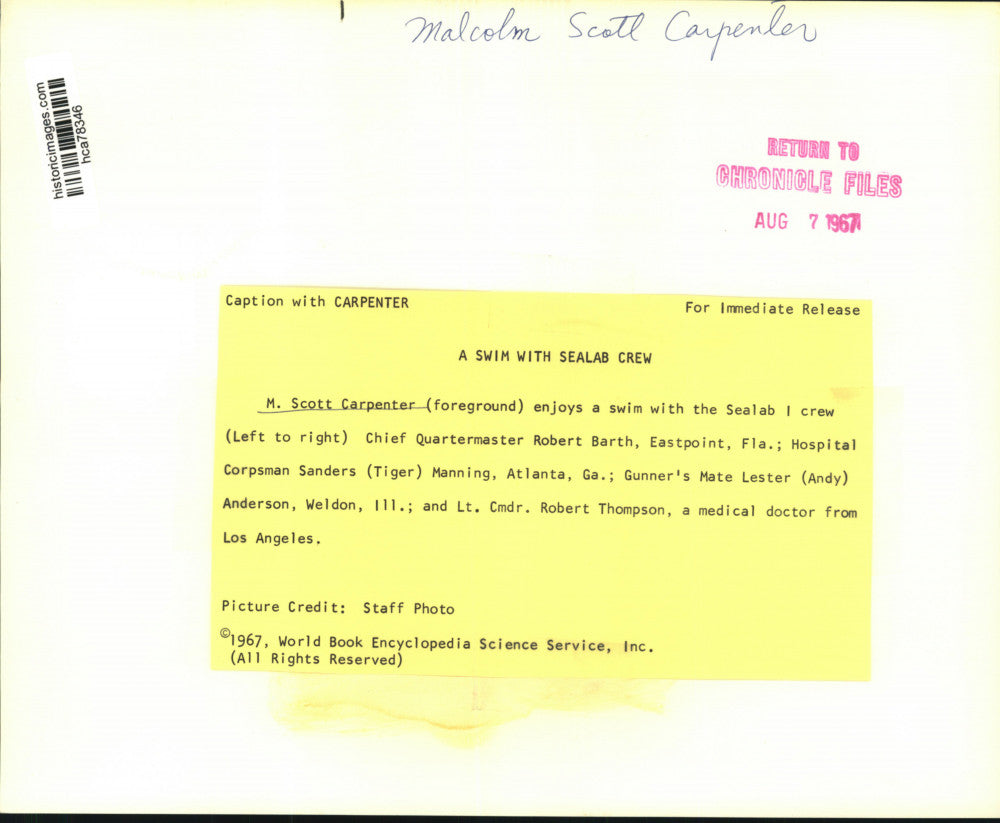 Malcolm Scott Carpenter
historicimages.com
hca78346
RETURN TO
CHRONICLE FILES
AUG 7 1967
Caption with CARPENTER
For Immediate Release
A SWIM WITH SEALAB CREW
M. Scott Carpenter (foreground) enjoys a swim with the Sealab I crew
(Left to right) Chief Quartermaster Robert Barth, Eastpoint, Fla.; Hospital
Corpsman Sanders (Tiger) Manning, Atlanta, Ga.; Gunner's Mate Lester (Andy)
Anderson, Weldon, Ill.; and Lt. Cmdr. Robert Thompson, a medical doctor from
Los Angeles.
Picture Credit: Staff Photo
©1967, World Book Encyclopedia Science Service, Inc.
(All Rights Reserved)